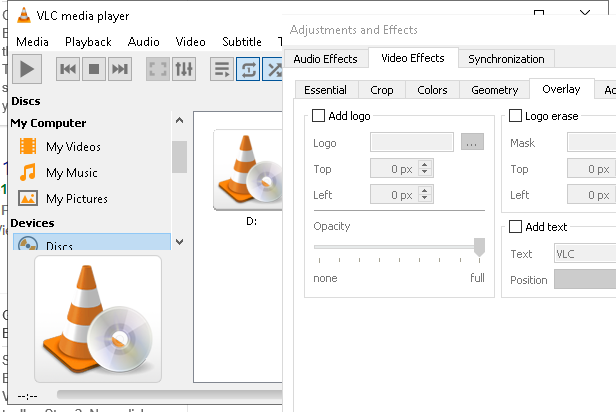 VLC media player
Media Playback Audio Video Subtitle
Discs
My Computer
My Videos
My Music
My Pictures
Devices
Discs
D:
--:--
Adjustments and Effects
Audio Effects Video Effects Synchronization
Essential Crop Colors Geometry Overlay
Add logo
Logo ...
Top 0 px
Left 0 px
Opacity
none full
Logo erase
Mask
Top 0 px
Left 0 px
Add text
Text VLC
Position